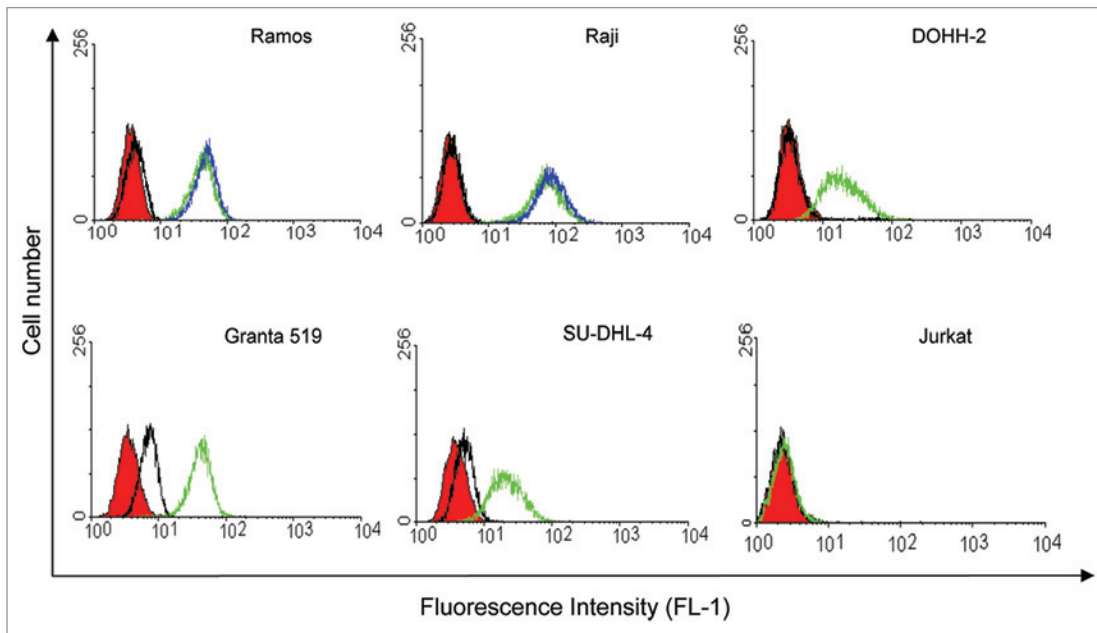 Ramos
256
0
10⁰ 10¹ 10² 10³ 10⁴
Raji
256
0
10⁰ 10¹ 10² 10³ 10⁴
DOHH-2
256
0
10⁰ 10¹ 10² 10³ 10⁴
Granta 519
256
0
10⁰ 10¹ 10² 10³ 10⁴
SU-DHL-4
256
0
10⁰ 10¹ 10² 10³ 10⁴
Jurkat
256
0
10⁰ 10¹ 10² 10³ 10⁴
Cell number
Fluorescence Intensity (FL-1)